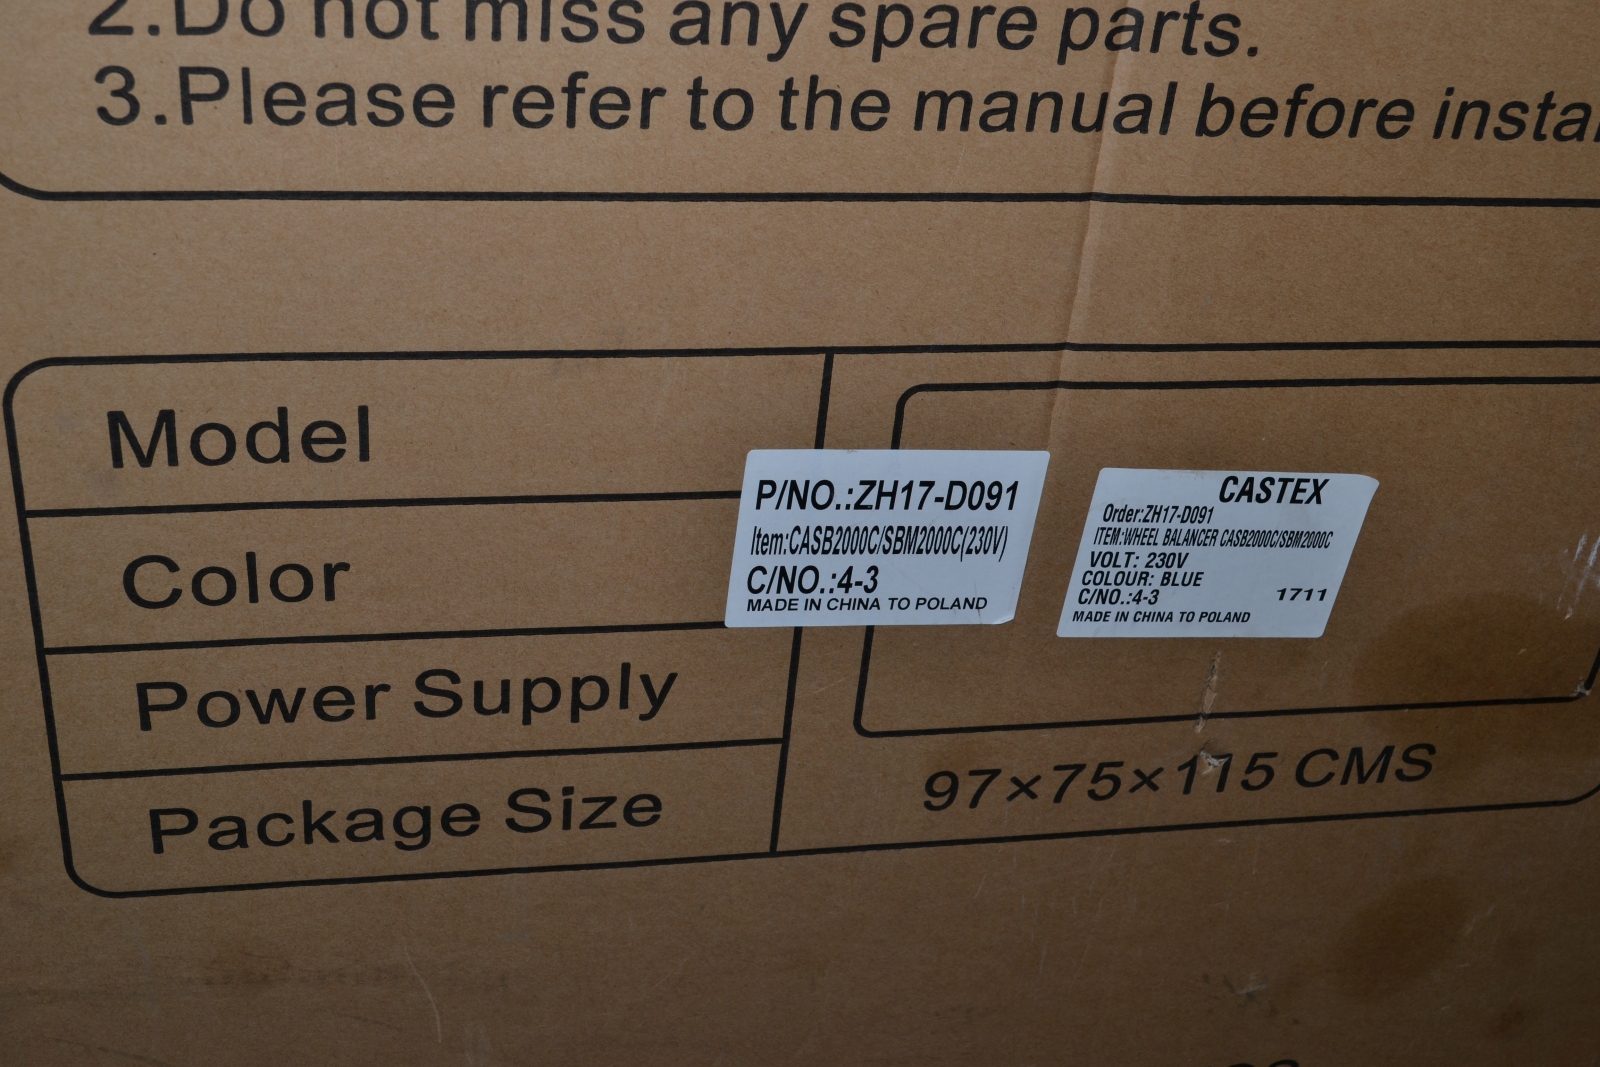 2.Do not miss any spare parts.
3.Please refer to the manual before
Model
Color
Power Supply
Package Size
P/NO.:ZH17-D091
Item:CASB2000C/SBM2000C(230V)
C/NO.:4-3
MADE IN CHINA TO POLAND
CASTEX
Order:ZH17-D091
ITEM:WHEEL BALANCER CASB2000C/SBM2000C
VOLT: 230V
COLOUR: BLUE
C/NO.:4-3 1711
MADE IN CHINA TO POLAND
97×75×115 CMS